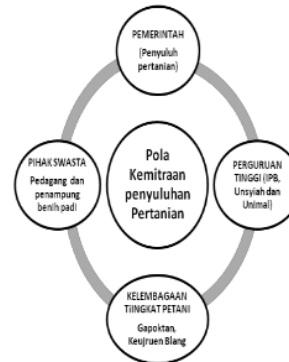 PEMERINTAH
(Penyuluh
pertanian)
PIHAK SWASTA
Pedagang dan
penampung
benih padi
Pola
Kemitraan
penyuluhan
Pertanian
PERGURUAN
TINGGI (IPB,
Unsyiah dan
Unimal)
KELEMBAGAAN
TIINGKAT PETANI
Gapoktan,
Keujruen Blang